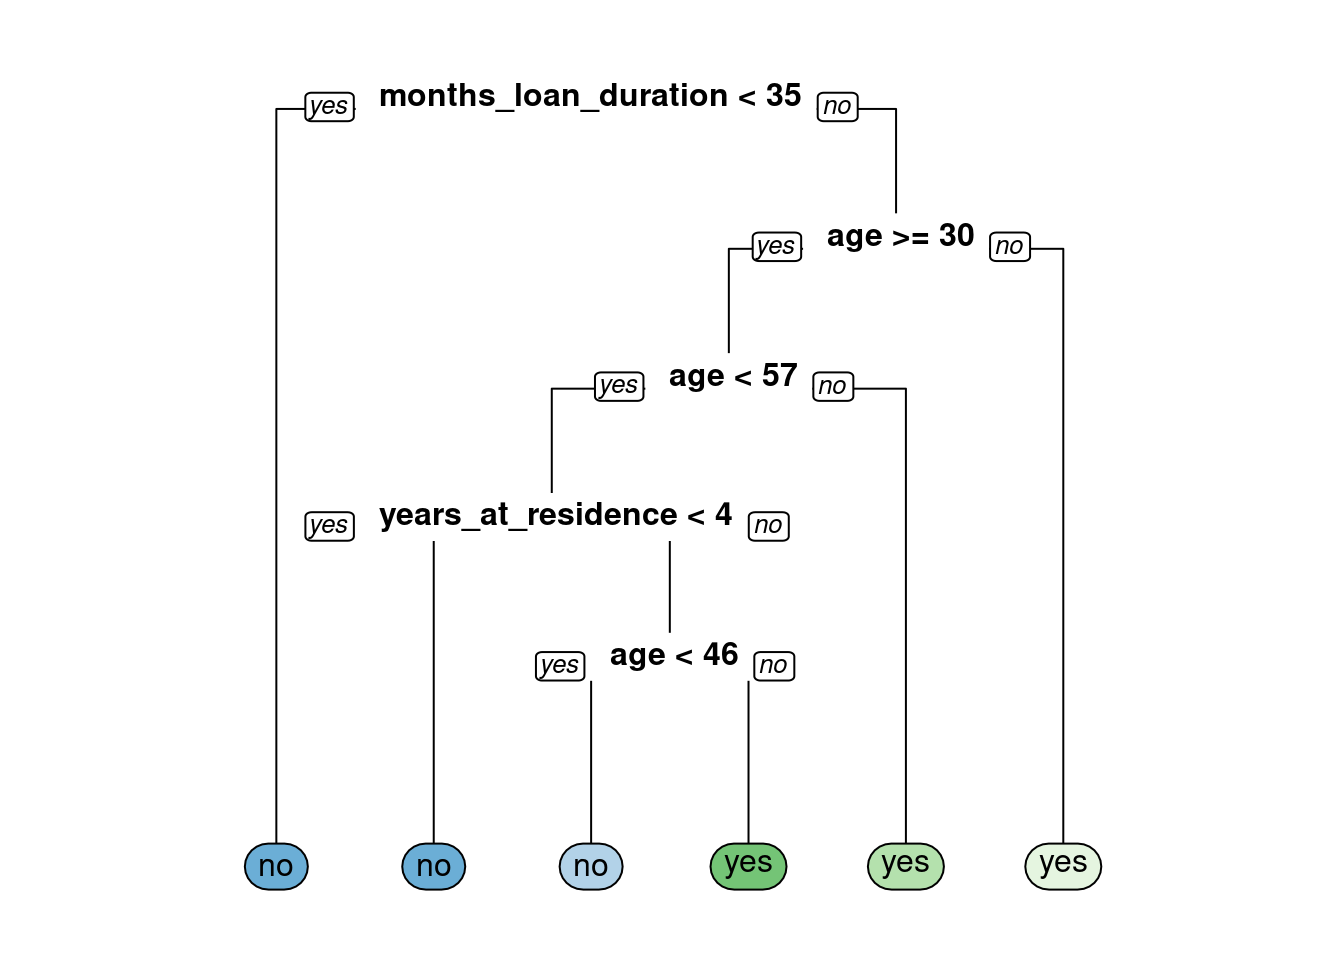 yes months_loan_duration < 35 no
yes age >= 30 no
yes age < 57 no
yes years_at_residence < 4 no
yes age < 46 no
no no no yes yes yes